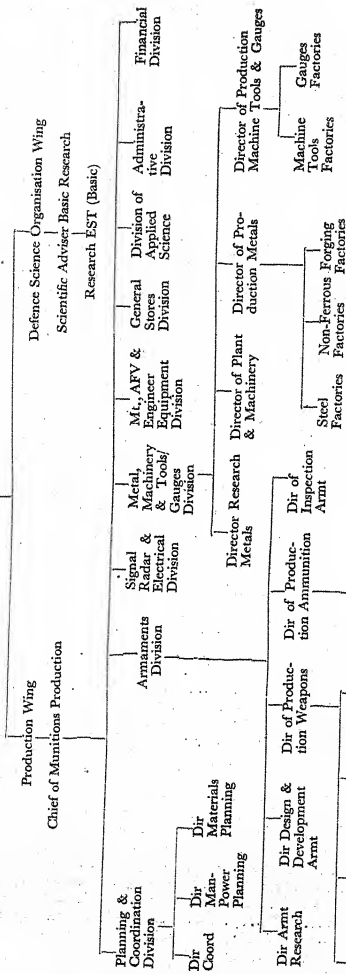 Production Wing
Chief of Munitions Production
Defence Science Organisation Wing
Scientific Adviser Basic Research
Research EST (Basic)
Planning &
Coordination
Division
Armaments
Division
Signal
Radar &
Electrical
Division
Metal,
Machinery
& Tools/
Gauges
Division
Mt., AFV &
Engineer
Equipment
Division
General
Stores
Division
Division of
Applied
Science
Administra-
tive
Division
Financial
Division
Dir
Coord
Dir
Man-
Power
Planning
Dir
Materials
Planning
Director Research
Metals
Director of Plant
& Machinery
Director of Pro-
duction Metals
Director of Production
Machine Tools & Gauges
Steel
Factories
Non-Ferrous
Factories
Forging
Factories
Machine
Tools
Factories
Gauges
Factories
Dir Armt
Research
Dir Design &
Development
Armt
Dir of Produc-
tion Weapons
Dir of Produc-
tion Ammunition
Dir of
Inspection
Armt